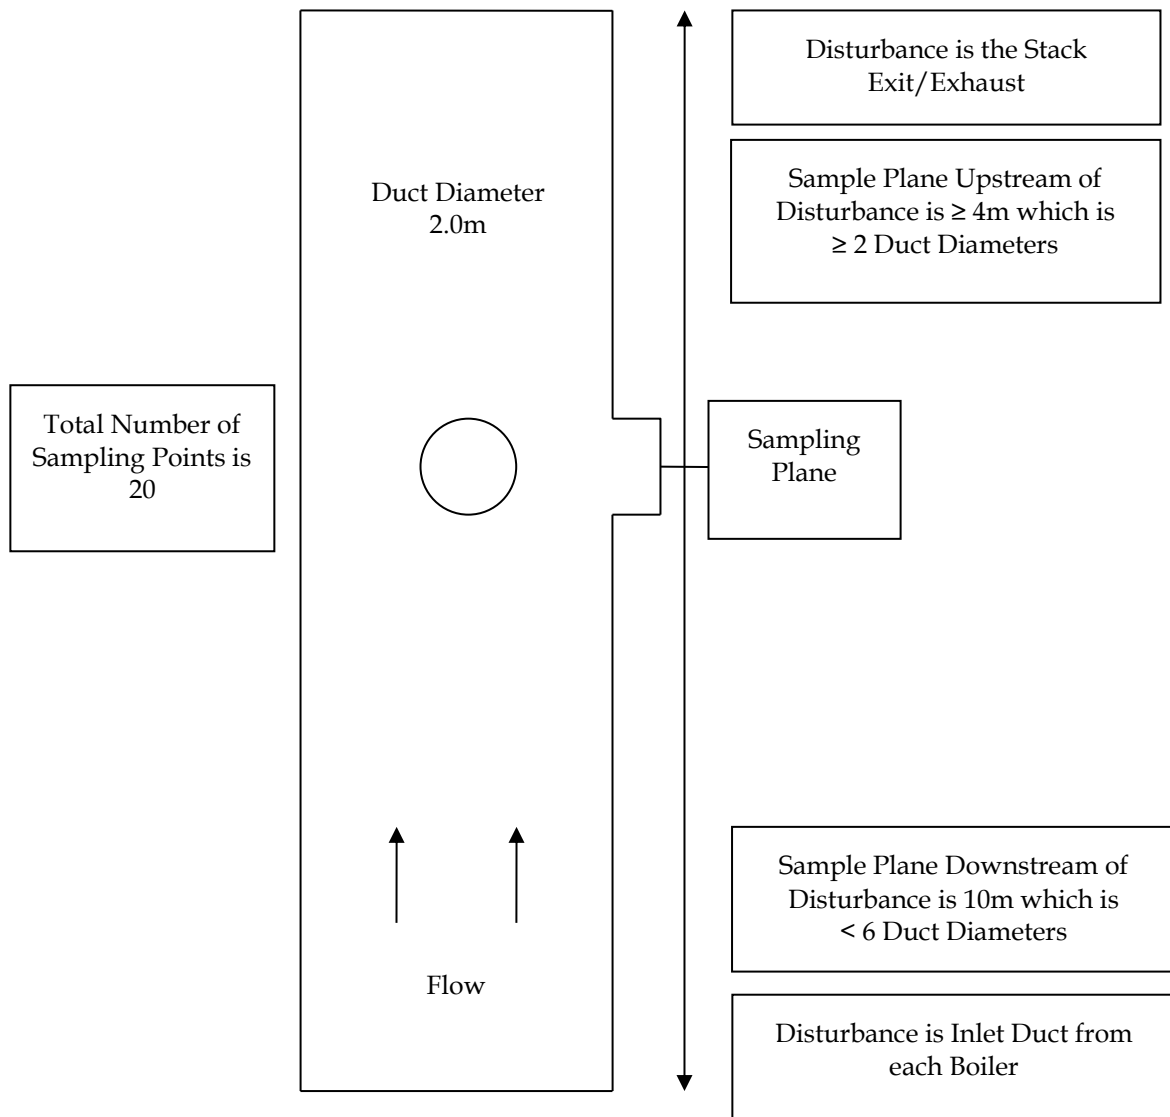 Disturbance is the Stack
Exit/Exhaust
Sample Plane Upstream of
Disturbance is ≥ 4m which is
≥ 2 Duct Diameters
Duct Diameter
2.0m
Total Number of
Sampling Points is
20
Sampling
Plane
Sample Plane Downstream of
Disturbance is 10m which is
< 6 Duct Diameters
Flow
Disturbance is Inlet Duct from
each Boiler